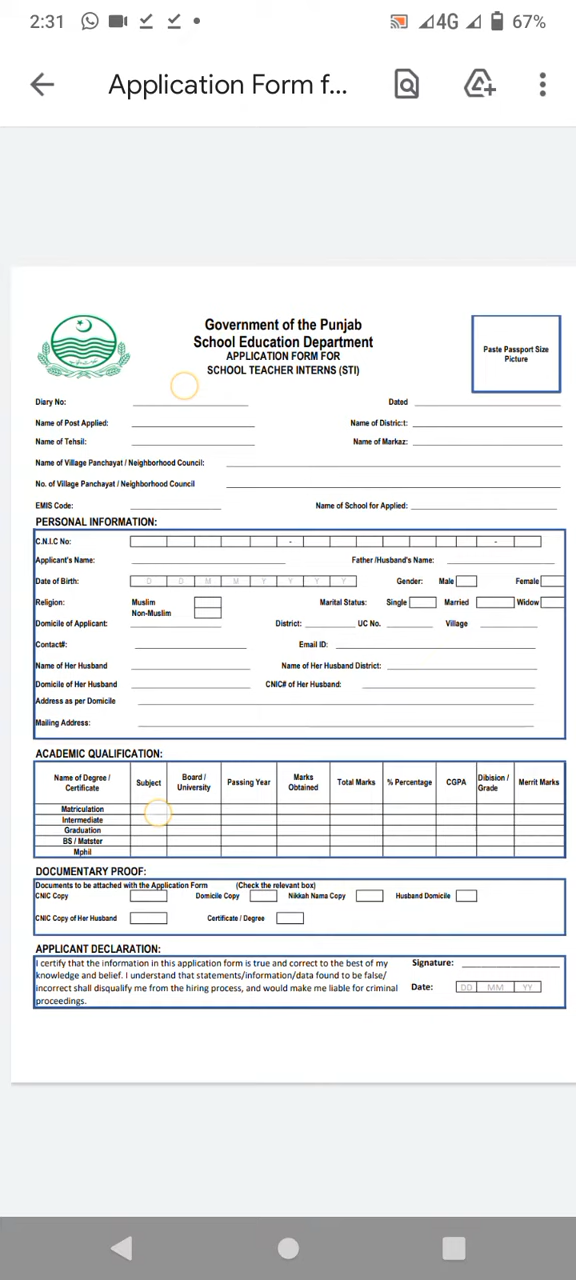 2:31 4G 67%
Application Form f...
Government of the Punjab
School Education Department
APPLICATION FORM FOR
SCHOOL TEACHER INTERNS (STI)
Paste Passport Size
Picture
Diary No: Dated
Name of Post Applied: Name of District:
Name of Tehsil: Name of Markaz:
Name of Village Panchayat / Neighborhood Council:
No. of Village Panchayat / Neighborhood Council
EMIS Code: Name of School for Applied:
PERSONAL INFORMATION:
C.N.I.C No: - -
Applicant's Name: Father /Husband's Name:
Date of Birth: D D M M Y Y Y Y Gender: Male Female
Religion: Muslim Marital Status: Single Married Widow
Non-Muslim
Domicile of Applicant: District: UC No. Village
Contact#: Email ID:
Name of Her Husband Name of Her Husband District:
Domicile of Her Husband CNIC# of Her Husband:
Address as per Domicile
Mailing Address:
ACADEMIC QUALIFICATION:
Name of Degree / Certificate Subject Board / University Passing Year Marks Obtained Total Marks % Percentage CGPA Dibision / Grade Merrit Marks
Matriculation
Intermediate
Graduation
BS / Matster
Mphil
DOCUMENTARY PROOF:
Documents to be attached with the Application Form (Check the relevant box)
CNIC Copy Domicile Copy Nikkah Nama Copy Husband Domicile
CNIC Copy of Her Husband Certificate / Degree
APPLICANT DECLARATION:
I certify that the information in this application form is true and correct to the best of my
knowledge and belief. I understand that statements/information/data found to be false/
incorrect shall disqualify me from the hiring process, and would make me liable for criminal
proceedings.
Signature:
Date: DD MM YY